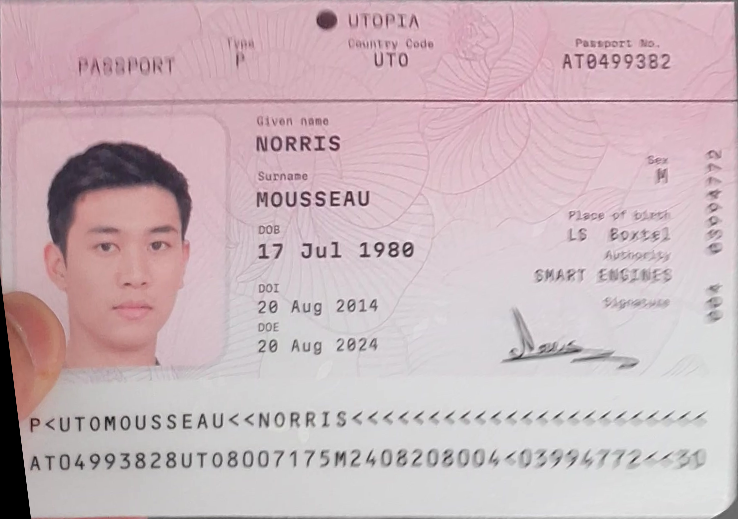 UTOPIA
PASSPORT
Type
P
Country Code
UTO
Passport No.
AT0499382
Given name
NORRIS
Surname
MOUSSEAU
DOB
17 Jul 1980
DOI
20 Aug 2014
DOE
20 Aug 2024
Sex
M
Place of birth
LS Boxtel
Authority
SMART ENGINES
Signature
P<UTOMOUSSEAU<<NORRIS<<<<<<<<<<<<<<<<<<<<<<<
AT04993828UTO8007175M2408208004<03994772<<30